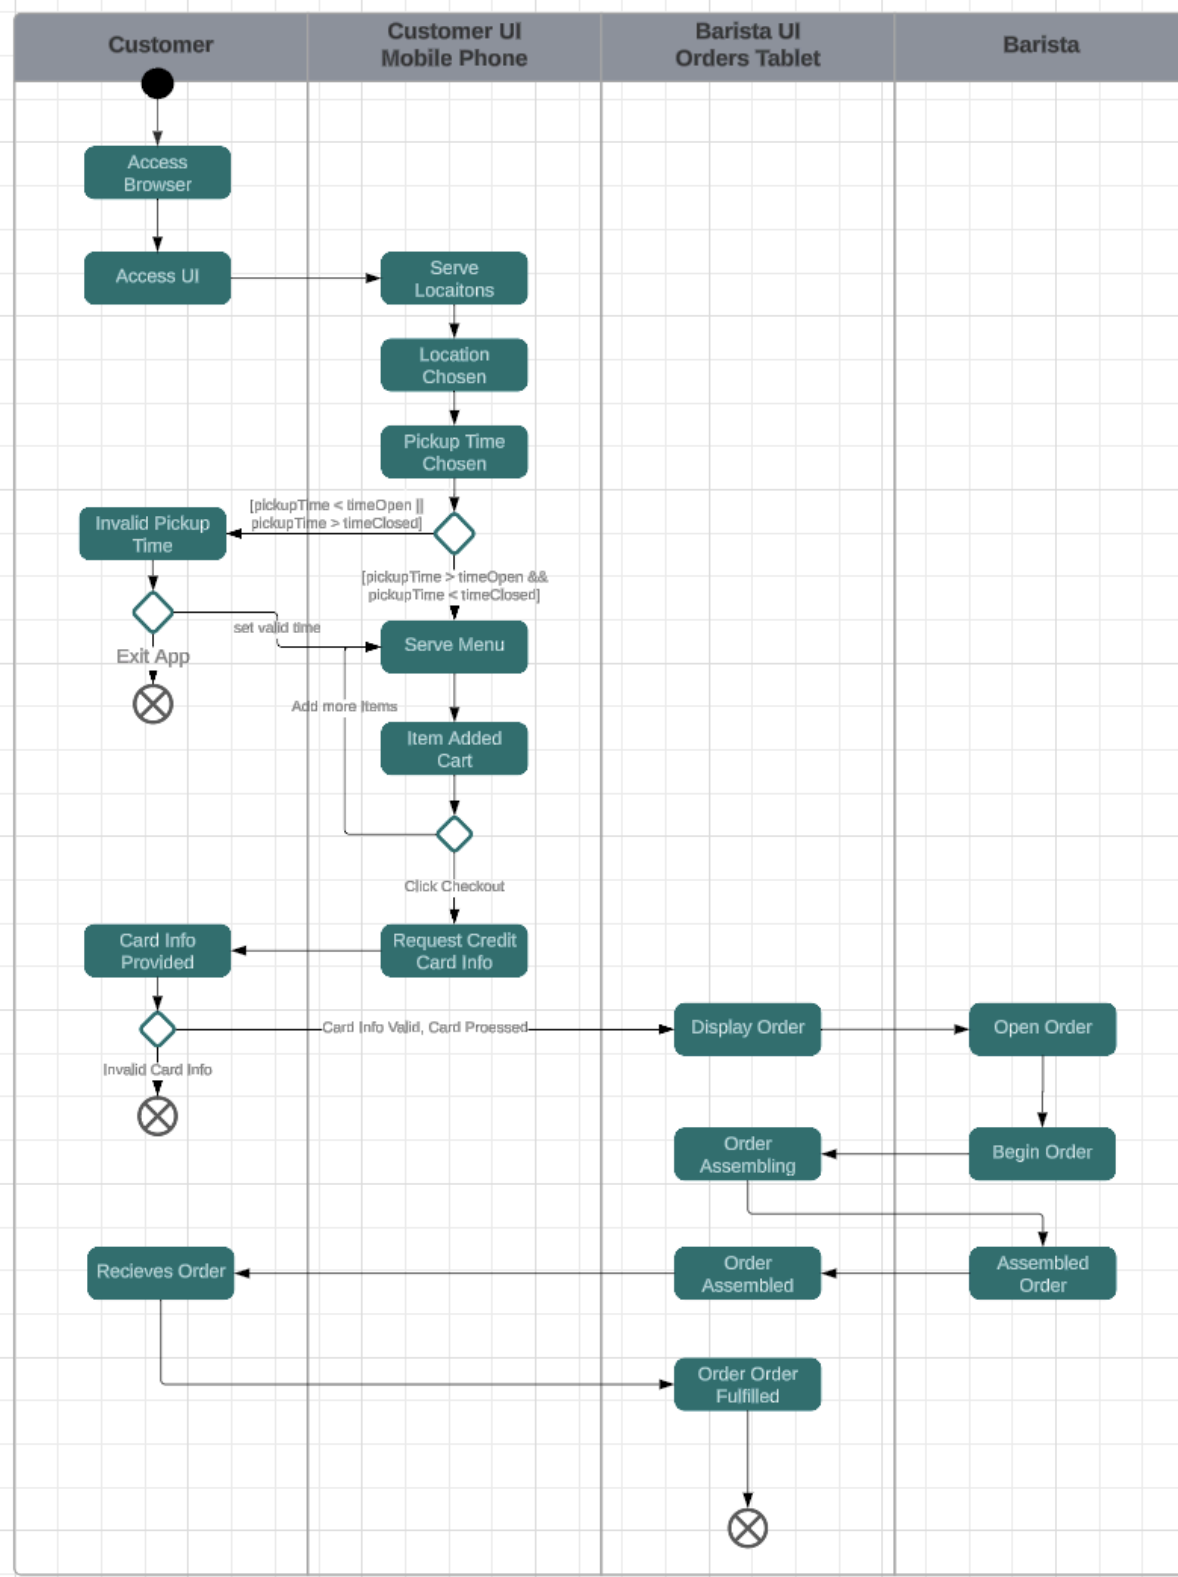 Customer
Customer UI
Mobile Phone
Barista UI
Orders Tablet
Barista
Access
Browser
Access UI
Serve
Locaitons
Location
Chosen
Pickup Time
Chosen
[pickupTime < timeOpen ||
pickupTime > timeClosed]
Invalid Pickup
Time
[pickupTime > timeOpen &&
pickupTime < timeClosed]
set valid time
Exit App
Serve Menu
Add more Items
Item Added
Cart
Click Checkout
Card Info
Provided
Request Credit
Card Info
Card Info Valid, Card Proessed
Display Order
Open Order
Invalid Card Info
Order
Assembling
Begin Order
Recieves Order
Order
Assembled
Assembled
Order
Order Order
Fulfilled